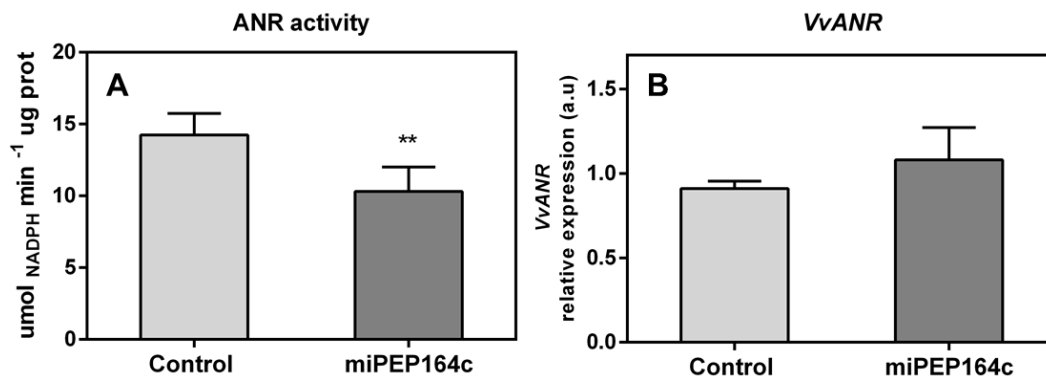 ANR activity
A
umol NADPH min -1 ug prot
20
15
10
5
0
**
Control
miPEP164c
VvANR
B
VvANR
relative expression (a.u)
1.5
1.0
0.5
0.0
Control
miPEP164c